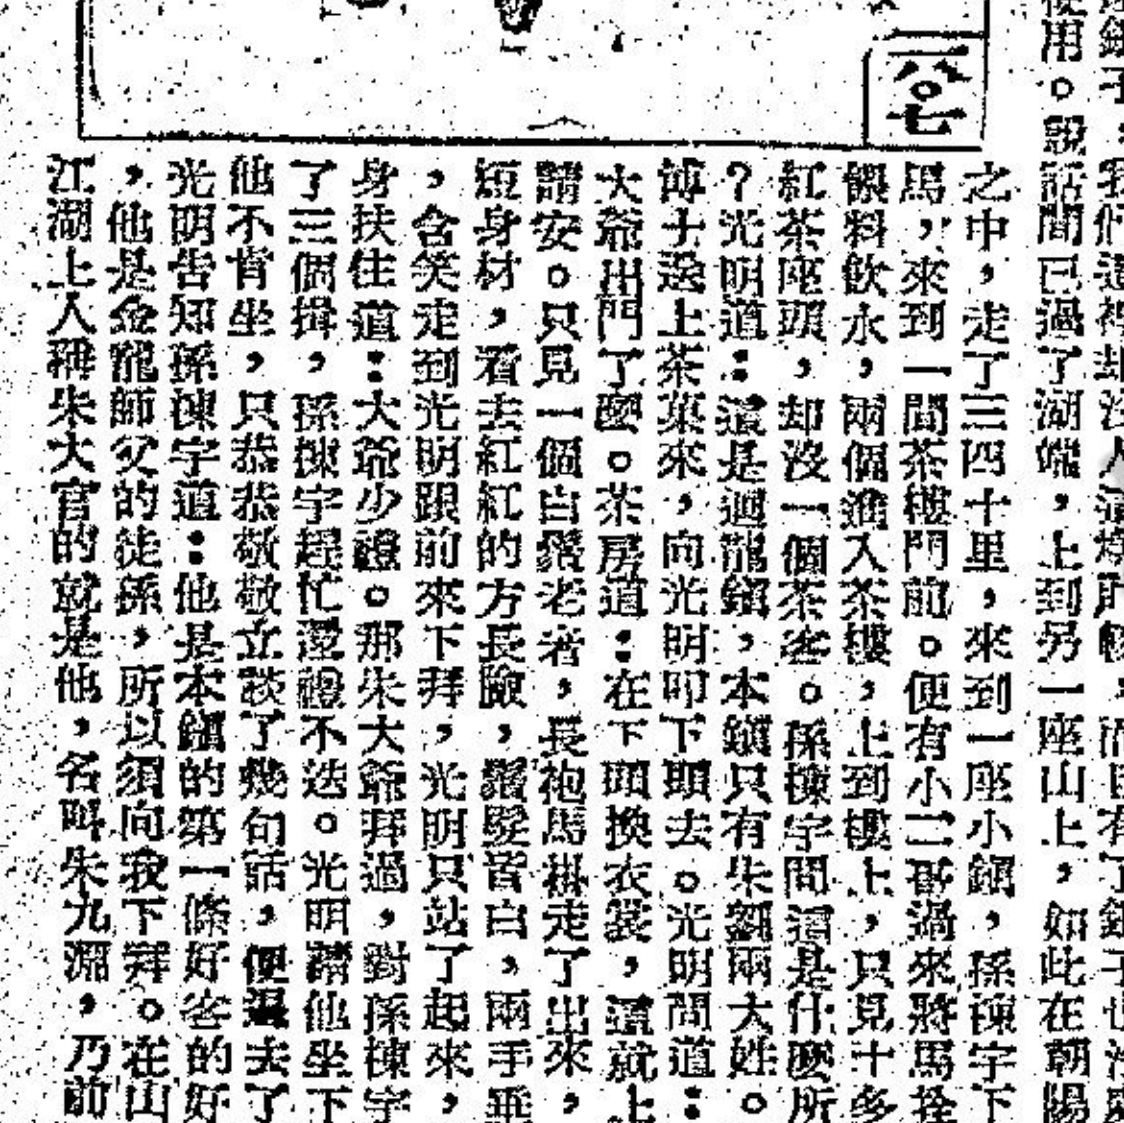 八〇七
使用。說話間已過了湖端,上到另一座山上,如此在朝陽
之中,走了三四十里,來到一座小鎮,孫棟宇下
馬,來到一間茶樓門前。便有小二哥過來將馬拴
餵料飲水,兩個進入茶樓,上到樓上,只見十多
紅茶座頭,却沒一個茶客。孫棟宇問這是什麼所
?光明道:這是迴龍鎮,本鎮只有朱劉兩大姓。
博士送上茶菓來,向光明叩下頭去。光明問道:
大爺出門了麼。茶房道:在下頭換衣裳,這就上
請安。只見一個白鬚老者,長袍馬褂走了出來,
短身材,看去紅紅的方長臉,鬚髮皆白,兩手垂
,含笑走到光明跟前來下拜,光明只站了起來,
身扶住道:大爺少禮。那朱大爺拜過,對孫棟宇
了三個揖,孫棟宇趕忙還禮不迭。光明請他坐下
他不肯坐,只恭恭敬敬立談了幾句話,便退去了
光明告知孫棟宇道:他是本鎮的第一條好客的好
,他是金龍師父的徒孫,所以須向我下拜。在山
江湖上人稱朱大官的就是他,名叫朱九淵,乃前